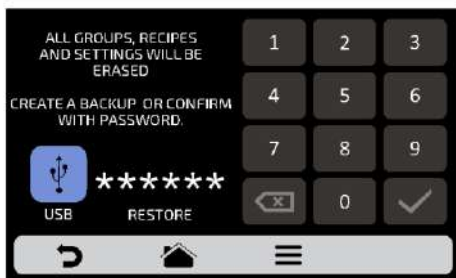 ALL GROUPS, RECIPES
AND SETTINGS WILL BE
ERASED
CREATE A BACKUP OR CONFIRM
WITH PASSWORD.
******
USB
RESTORE
1 2 3
4 5 6
7 8 9
0